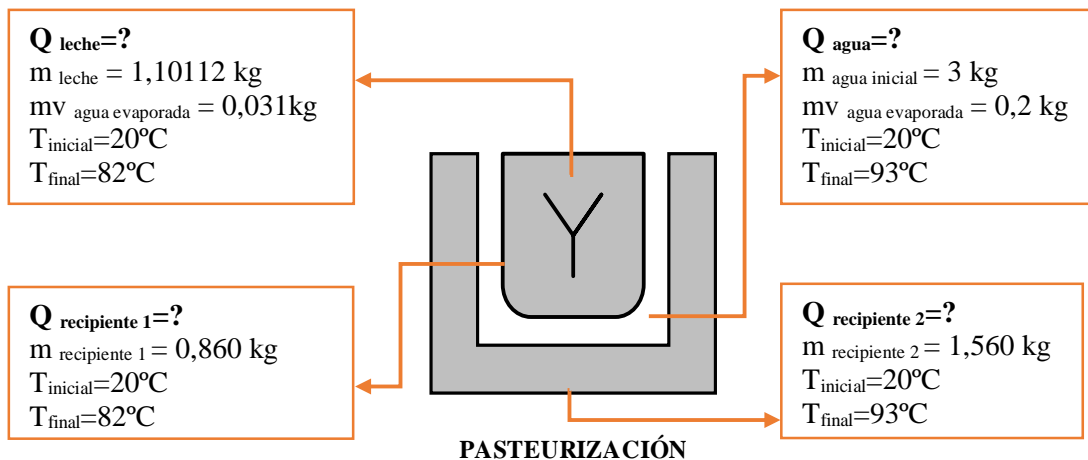 Q leche=?
m leche = 1,10112 kg
mv agua evaporada = 0,031kg
Tinicial=20ºC
Tfinal=82ºC
Q agua=?
m agua inicial = 3 kg
mv agua evaporada = 0,2 kg
Tinicial=20ºC
Tfinal=93ºC
Q recipiente 1=?
m recipiente 1 = 0,860 kg
Tinicial=20ºC
Tfinal=82ºC
Q recipiente 2=?
m recipiente 2 = 1,560 kg
Tinicial=20ºC
Tfinal=93ºC
PASTEURIZACIÓN